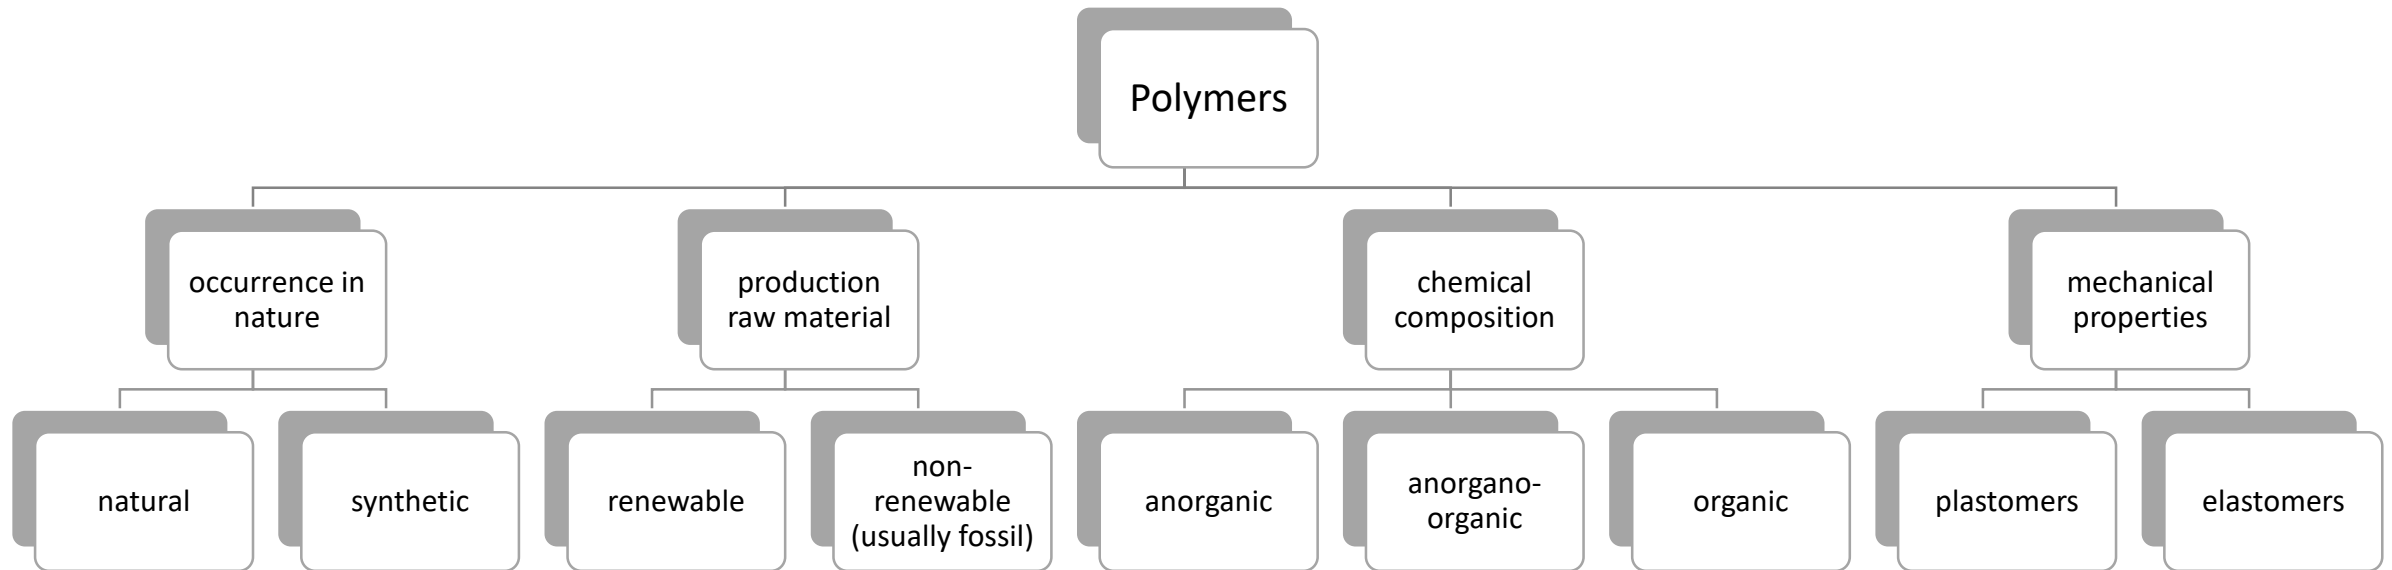 Polymers
occurrence in
nature
production
raw material
chemical
composition
mechanical
properties
natural
synthetic
renewable
non-
renewable
(usually fossil)
anorganic
anorgano-
organic
organic
plastomers
elastomers